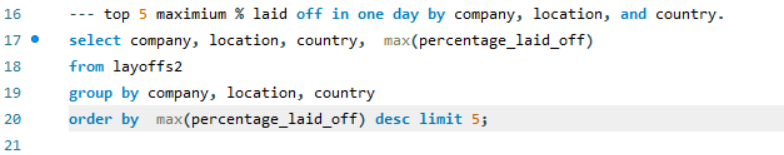 16 --- top 5 maximium % laid off in one day by company, location, and country.
17 select company, location, country,  max(percentage_laid_off)
18 from layoffs2
19 group by company, location, country
20 order by  max(percentage_laid_off) desc limit 5;
21